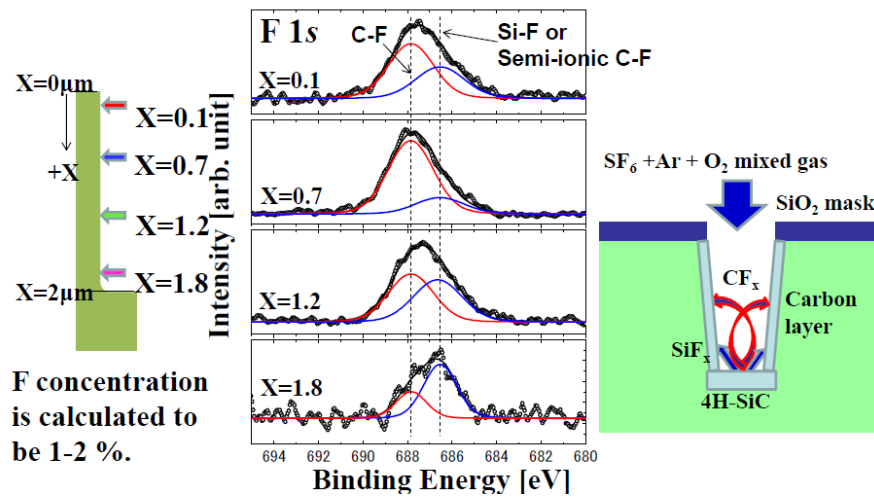 X=0μm
+X
X=0.1
X=0.7
X=1.2
X=1.8
X=2μm
F concentration
is calculated to
be 1-2 %.
Intensity [arb. unit]
F 1s
C-F
Si-F or
Semi-ionic C-F
X=0.1
X=0.7
X=1.2
X=1.8
694 692 690 688 686 684 682 680
Binding Energy [eV]
SF₆ +Ar + O₂ mixed gas
SiO₂ mask
CFₓ
Carbon
layer
SiFₓ
4H-SiC